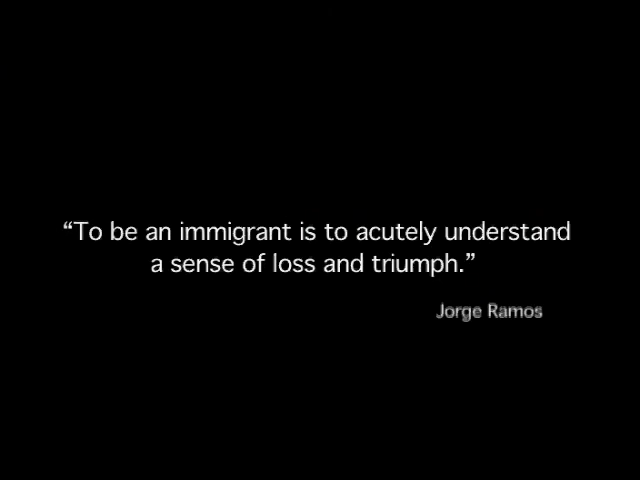 “To be an immigrant is to acutely understand
a sense of loss and triumph.”
Jorge Ramos